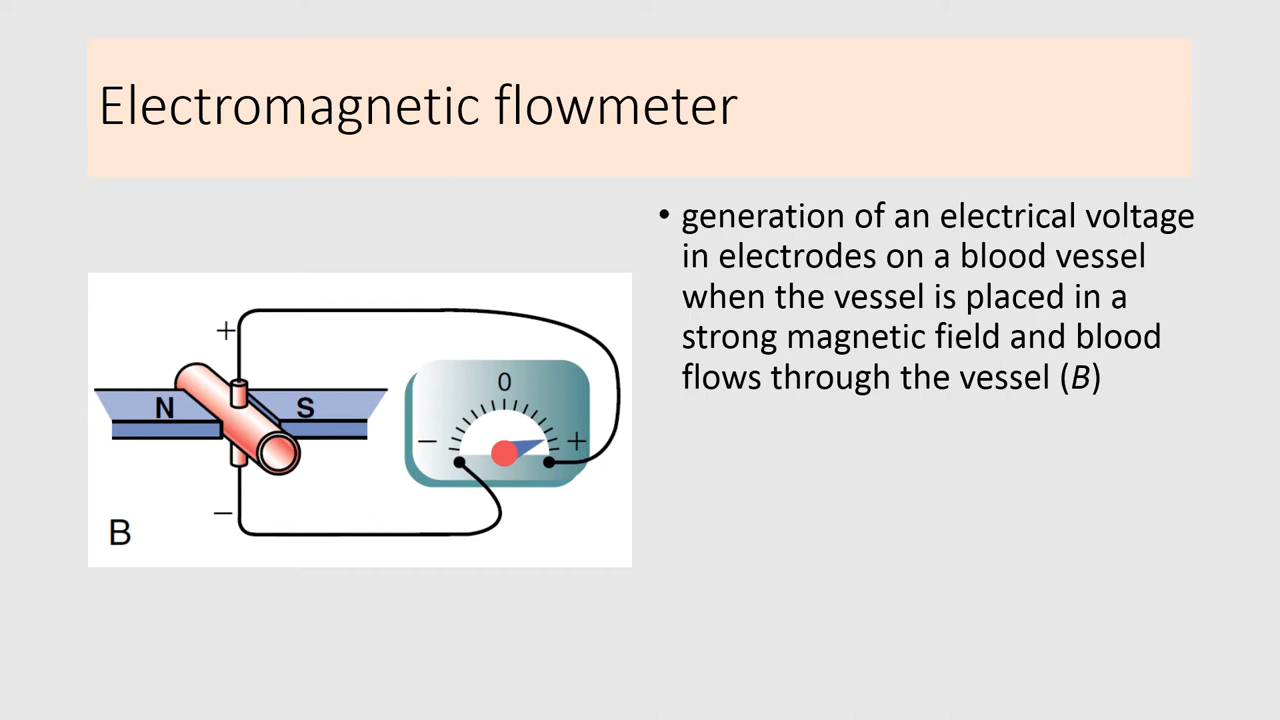 Electromagnetic flowmeter
• generation of an electrical voltage
in electrodes on a blood vessel
when the vessel is placed in a
strong magnetic field and blood
flows through the vessel (B)
+
0
N
S
−
+
−
B